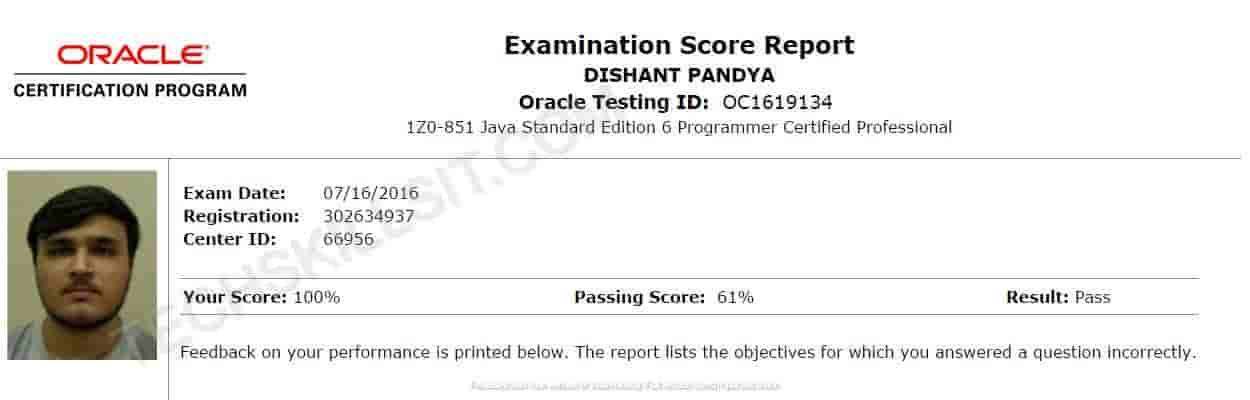 ORACLE®
CERTIFICATION PROGRAM
Examination Score Report
DISHANT PANDYA
Oracle Testing ID: OC1619134
1Z0-851 Java Standard Edition 6 Programmer Certified Professional
Exam Date: 07/16/2016
Registration: 302634937
Center ID: 66956
Your Score: 100% Passing Score: 61% Result: Pass
Feedback on your performance is printed below. The report lists the objectives for which you answered a question incorrectly.
TECHSKILLSIT.COM